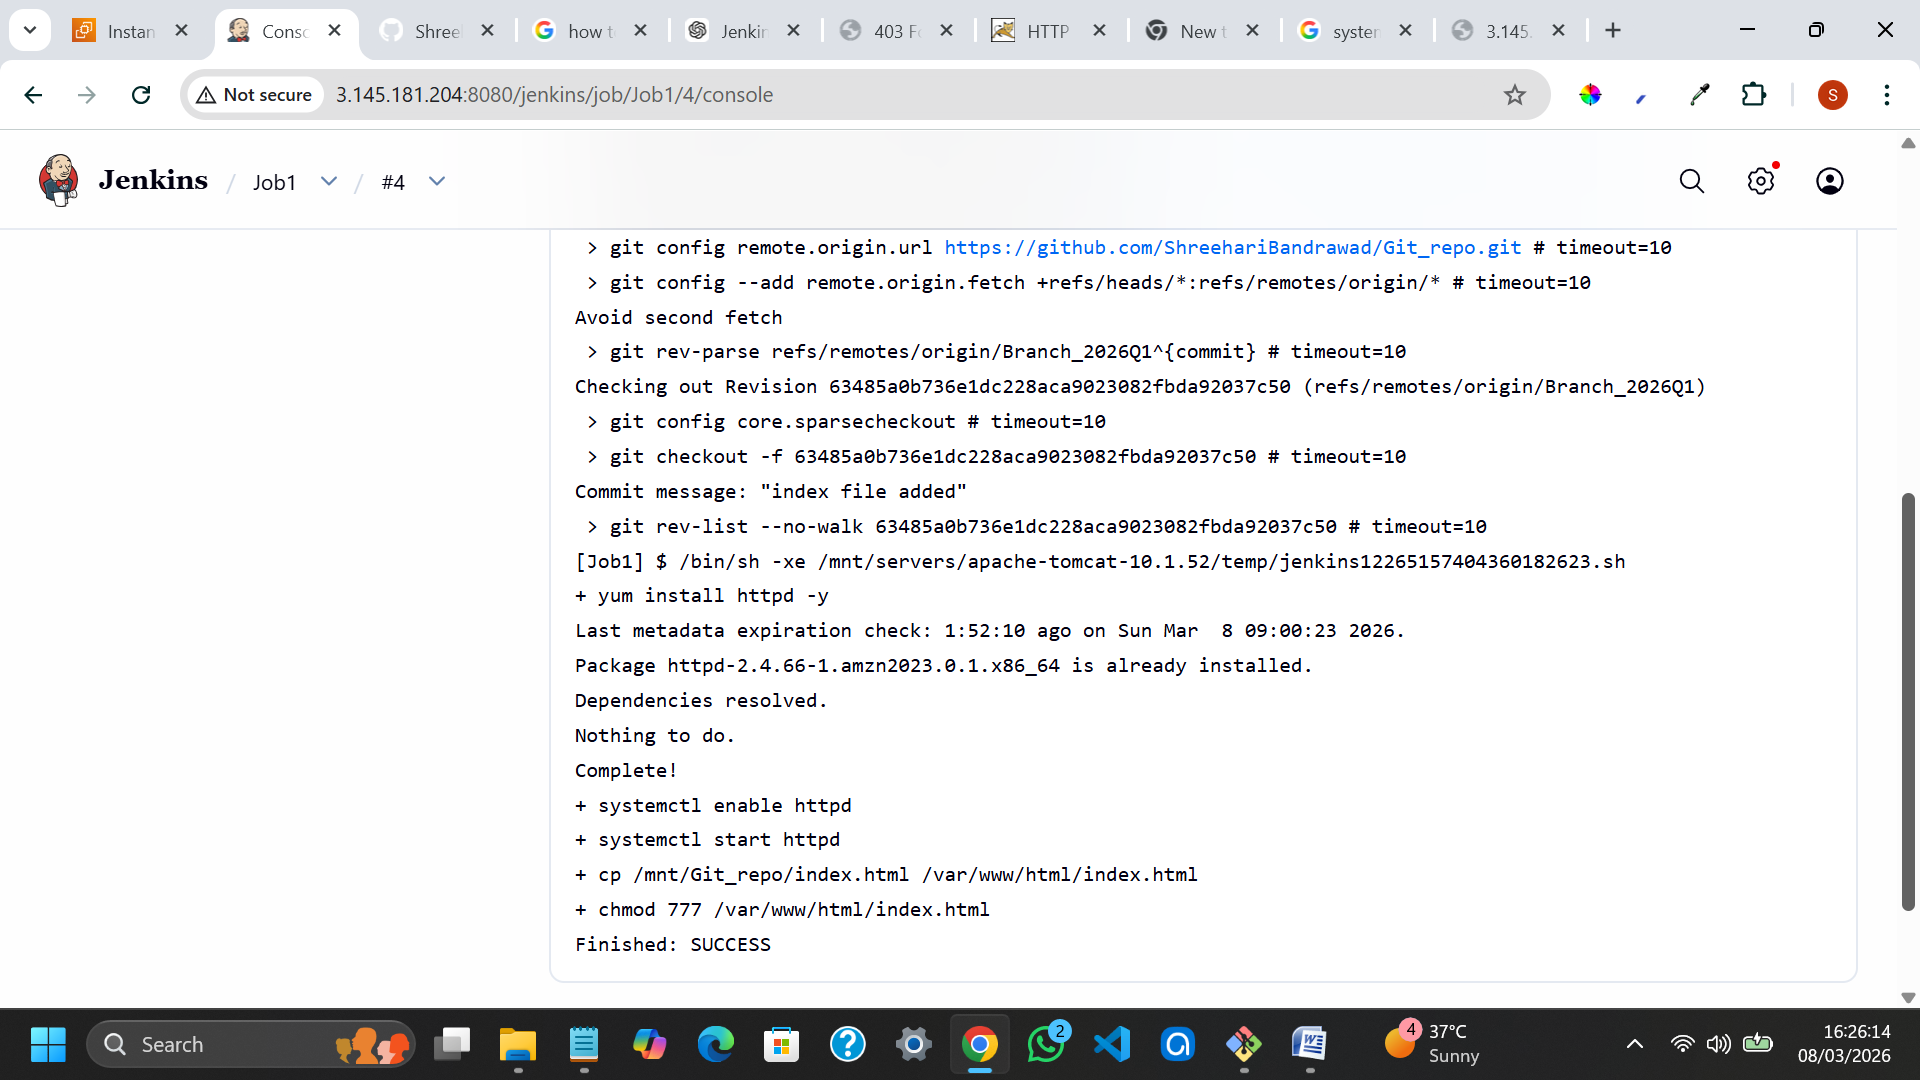 Instan
Consc
Shree
how t
Jenkin
403 Fo
HTTP
New t
syster
3.145.
Not secure
3.145.181.204:8080/jenkins/job/Job1/4/console
S
Jenkins / Job1 / #4
> git config remote.origin.url https://github.com/ShreehariBandrawad/Git_repo.git # timeout=10
> git config --add remote.origin.fetch +refs/heads/*:refs/remotes/origin/* # timeout=10
Avoid second fetch
> git rev-parse refs/remotes/origin/Branch_2026Q1^{commit} # timeout=10
Checking out Revision 63485a0b736e1dc228aca9023082fbda92037c50 (refs/remotes/origin/Branch_2026Q1)
> git config core.sparsecheckout # timeout=10
> git checkout -f 63485a0b736e1dc228aca9023082fbda92037c50 # timeout=10
Commit message: "index file added"
> git rev-list --no-walk 63485a0b736e1dc228aca9023082fbda92037c50 # timeout=10
[Job1] $ /bin/sh -xe /mnt/servers/apache-tomcat-10.1.52/temp/jenkins12265157404360182623.sh
+ yum install httpd -y
Last metadata expiration check: 1:52:10 ago on Sun Mar  8 09:00:23 2026.
Package httpd-2.4.66-1.amzn2023.0.1.x86_64 is already installed.
Dependencies resolved.
Nothing to do.
Complete!
+ systemctl enable httpd
+ systemctl start httpd
+ cp /mnt/Git_repo/index.html /var/www/html/index.html
+ chmod 777 /var/www/html/index.html
Finished: SUCCESS
Search
2
4
37°C
Sunny
16:26:14
08/03/2026